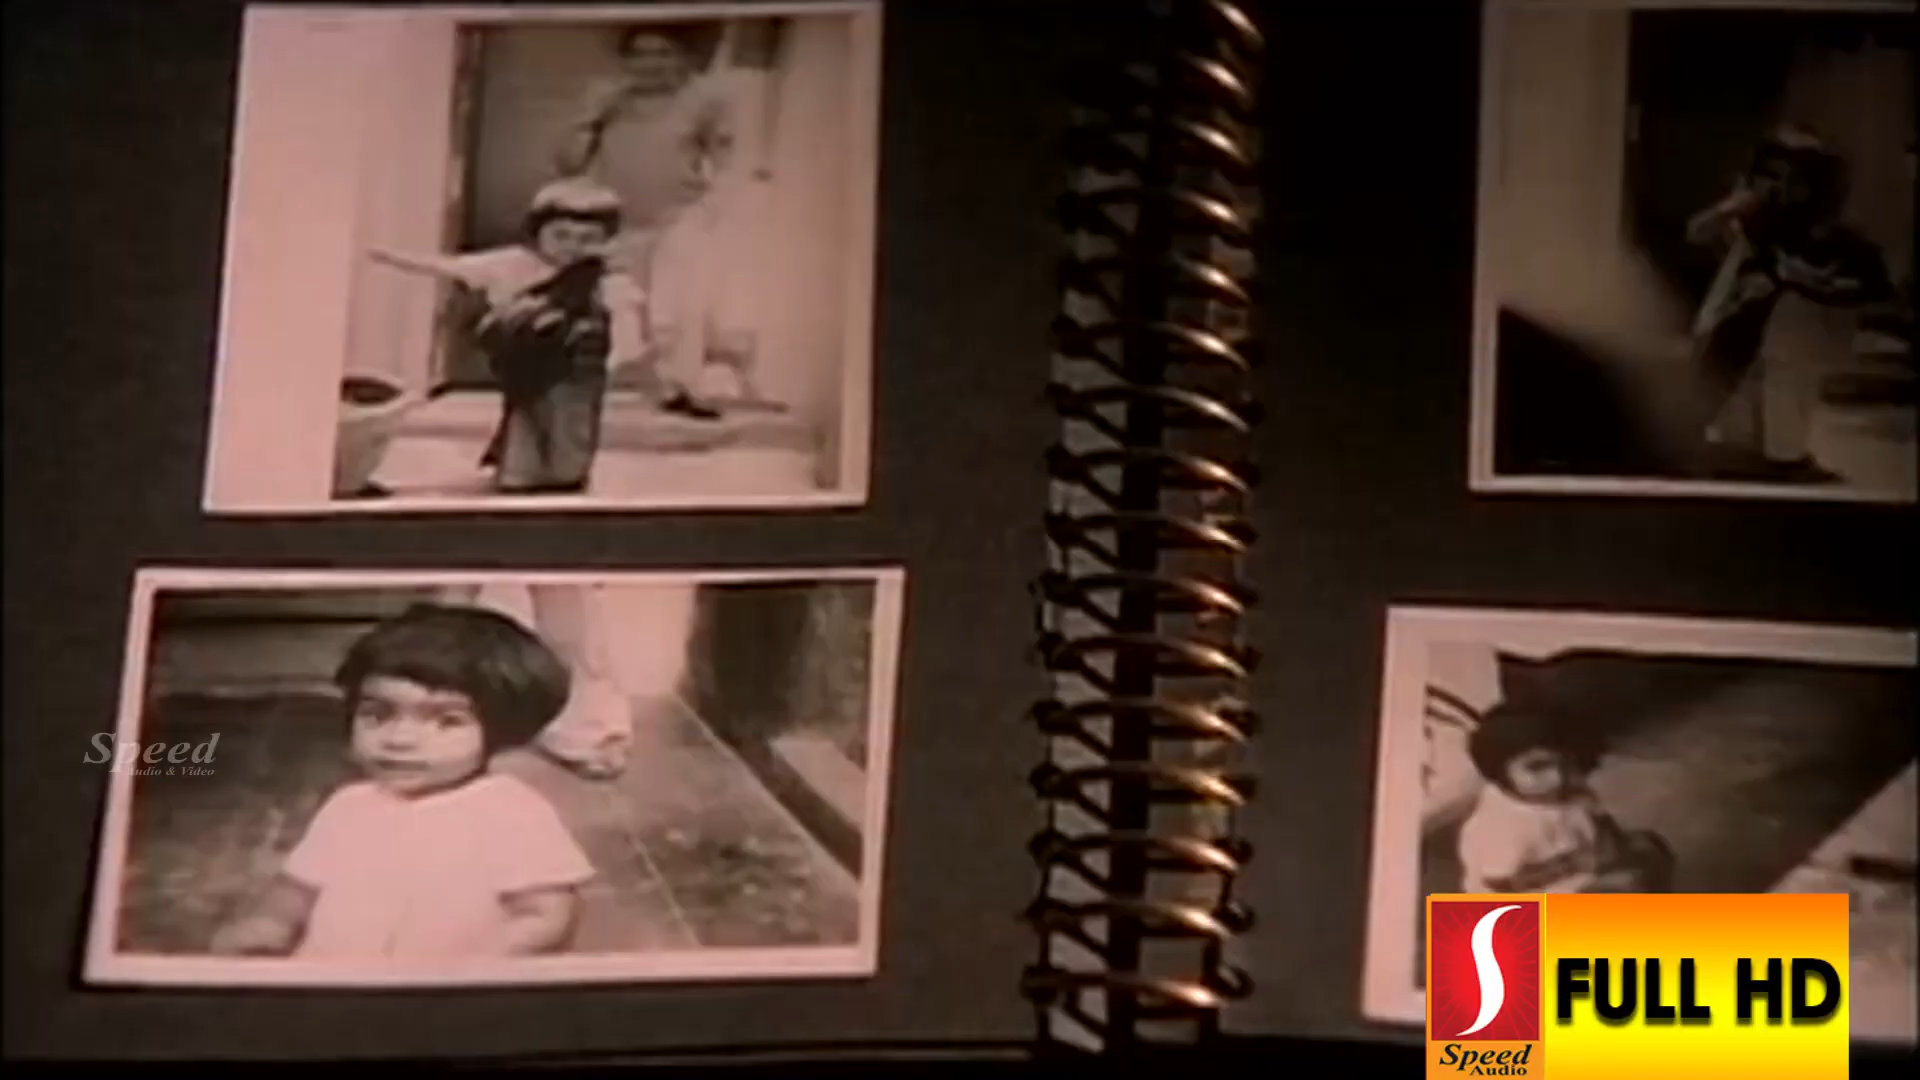 Speed
Audio & Video
S
FULL HD
Speed
Audio